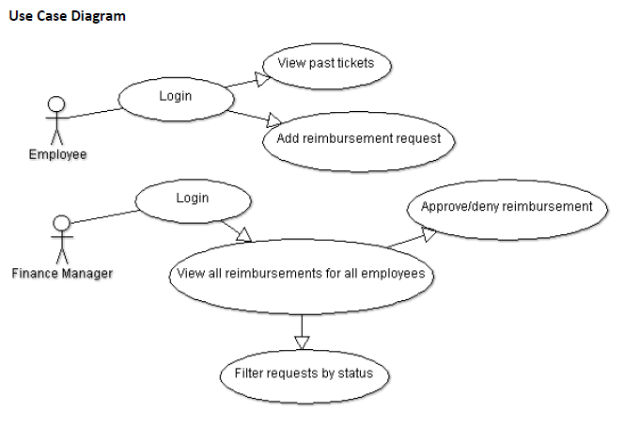 Use Case Diagram
View past tickets
Login
Add reimbursement request
Employee
Login
Approve/deny reimbursement
Finance Manager
View all reimbursements for all employees
Filter requests by status